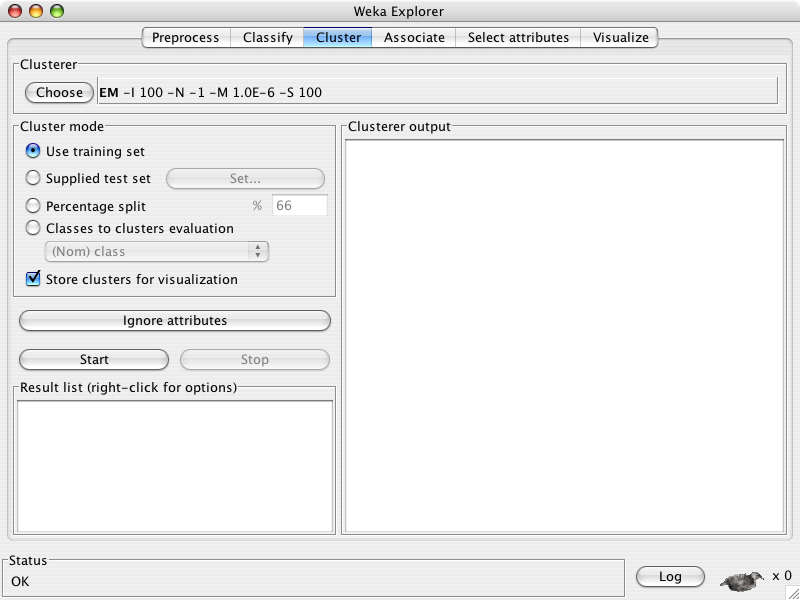 Weka Explorer
Preprocess Classify Cluster Associate Select attributes Visualize
Clusterer
Choose EM -I 100 -N -1 -M 1.0E-6 -S 100
Cluster mode
Use training set
Supplied test set Set...
Percentage split % 66
Classes to clusters evaluation
(Nom) class
Store clusters for visualization
Ignore attributes
Start Stop
Result list (right-click for options)
Clusterer output
Status
OK
Log x 0